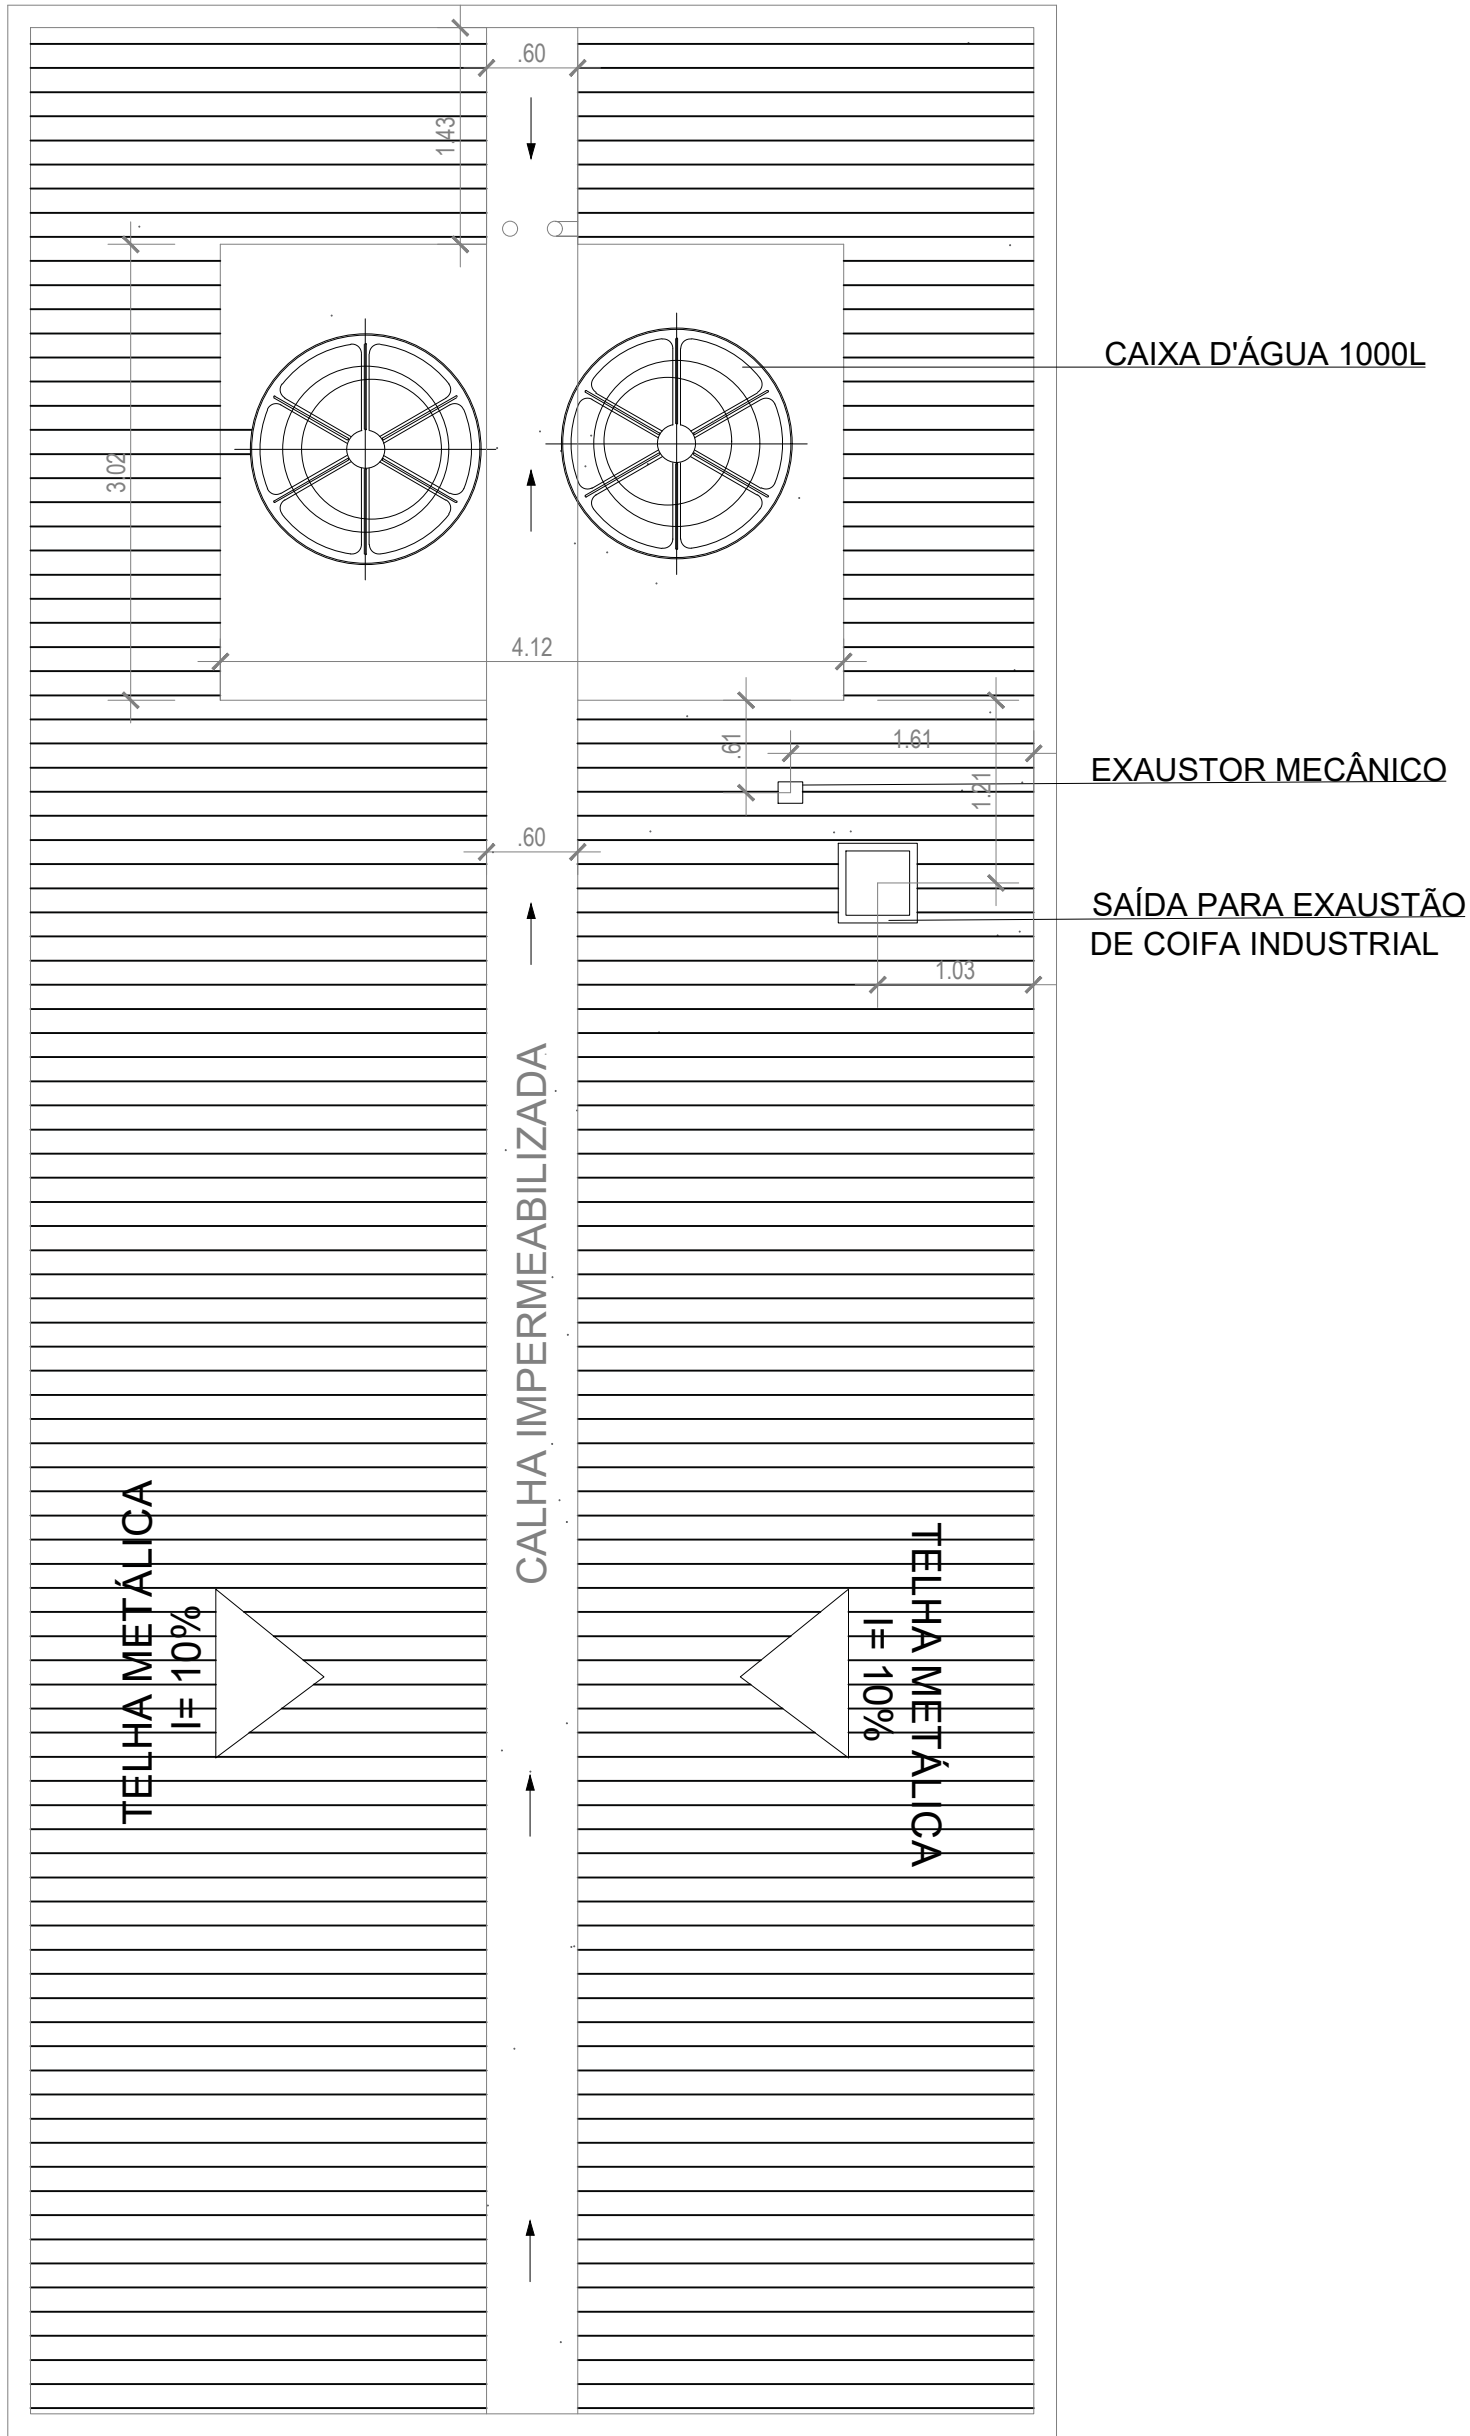 .60
1.43
CAIXA D'ÁGUA 1000L
3.02
4.12
.61
1.61
EXAUSTOR MECÂNICO
1.21
.60
SAÍDA PARA EXAUSTÃO
DE COIFA INDUSTRIAL
1.03
CALHA IMPERMEABILIZADA
TELHA METÁLICA
I= 10%
TELHA METÁLICA
I= 10%